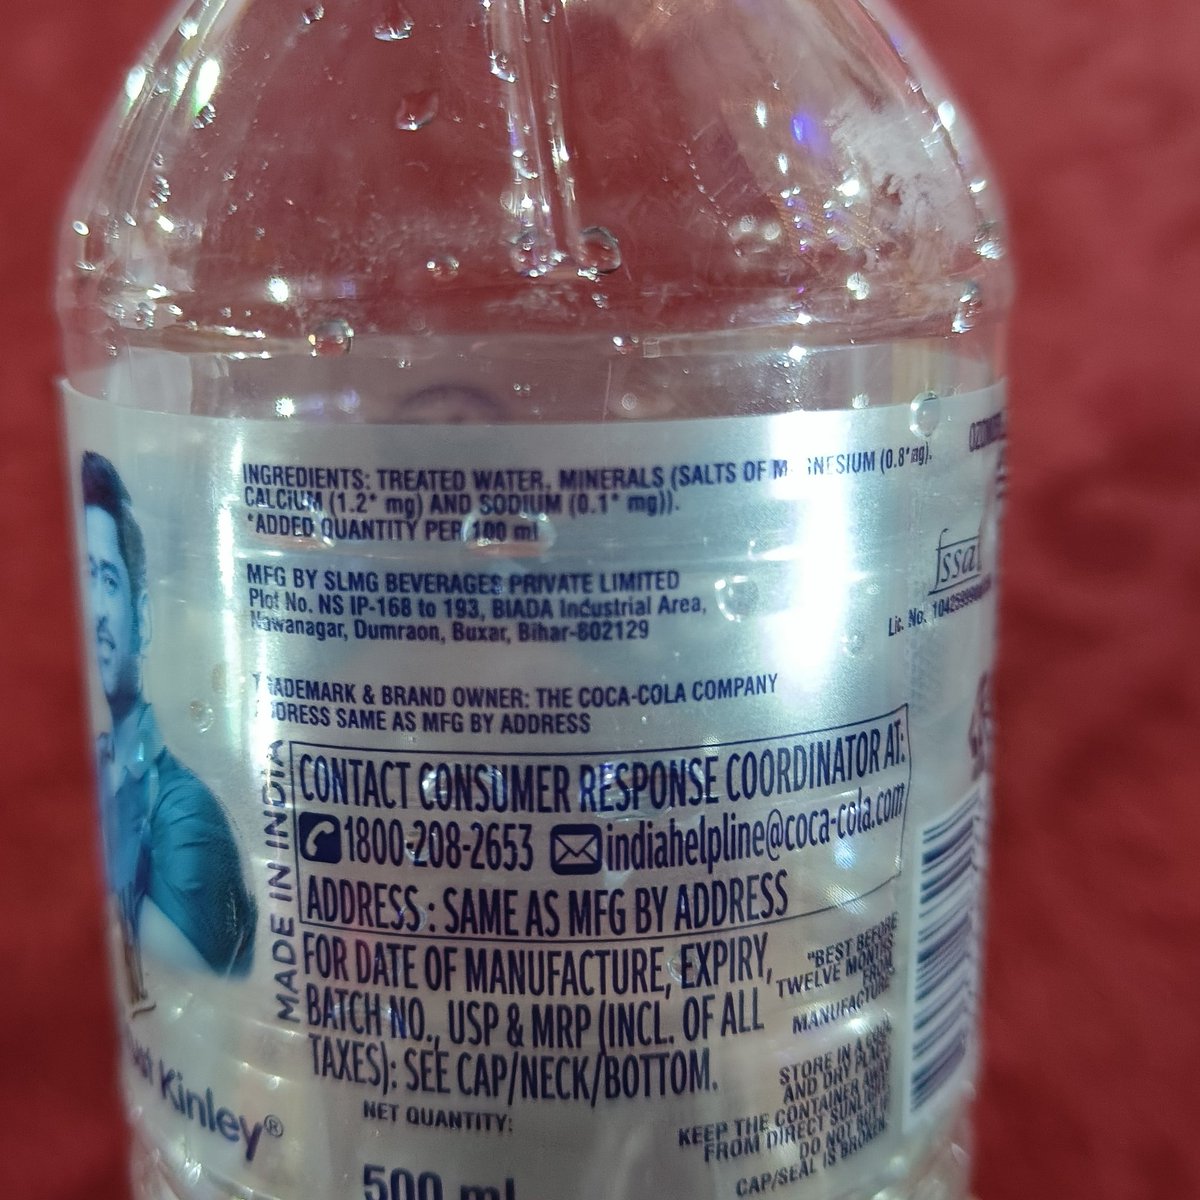 INGREDIENTS: TREATED WATER, MINERALS (SALTS OF MAGNESIUM (0.8*mg).
CALCIUM (1.2* mg) AND SODIUM (0.1* mg)).
*ADDED QUANTITY PER 100 ml
MFG BY SLMG BEVERAGES PRIVATE LIMITED
Plot No. NS IP-168 to 193, BIADA Industrial Area,
Nawanagar, Dumraon, Buxar, Bihar-802129
fssai
Lic. No.
TRADEMARK & BRAND OWNER: THE COCA-COLA COMPANY
ADDRESS SAME AS MFG BY ADDRESS
MADE IN INDIA
CONTACT CONSUMER RESPONSE COORDINATOR AT:
1800-208-2653 indiahelpline@coca-cola.com
ADDRESS : SAME AS MFG BY ADDRESS
FOR DATE OF MANUFACTURE, EXPIRY,
BATCH NO., USP & MRP (INCL. OF ALL
TAXES): SEE CAP/NECK/BOTTOM.
"BEST BEFORE
TWELVE MONTHS
FROM
MANUFACTURE"
NET QUANTITY:
500 ml
STORE IN A COOL
AND DRY PLACE
KEEP THE CONTAINER AWAY
FROM DIRECT SUNLIGHT
DO NOT BUY IF
CAP/SEAL IS BROKEN.
Kinley®